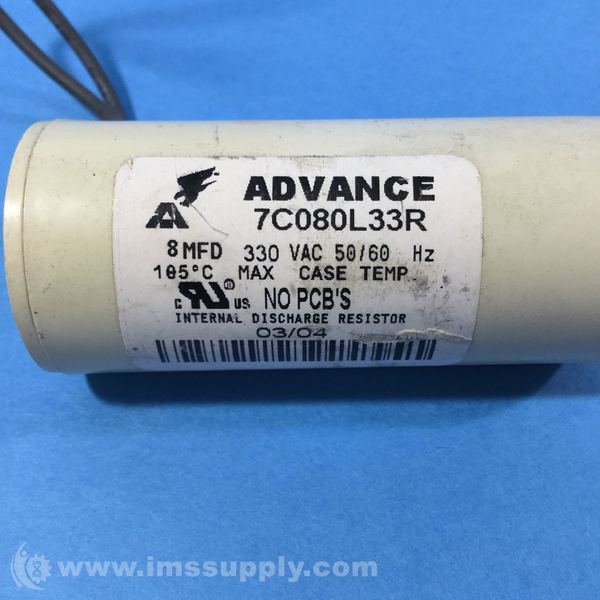 ADVANCE
7C080L33R
8 MFD 330 VAC 50/60 Hz
105°C MAX CASE TEMP
c RU US NO PCB'S
INTERNAL DISCHARGE RESISTOR
03/04
www.imssupply.com